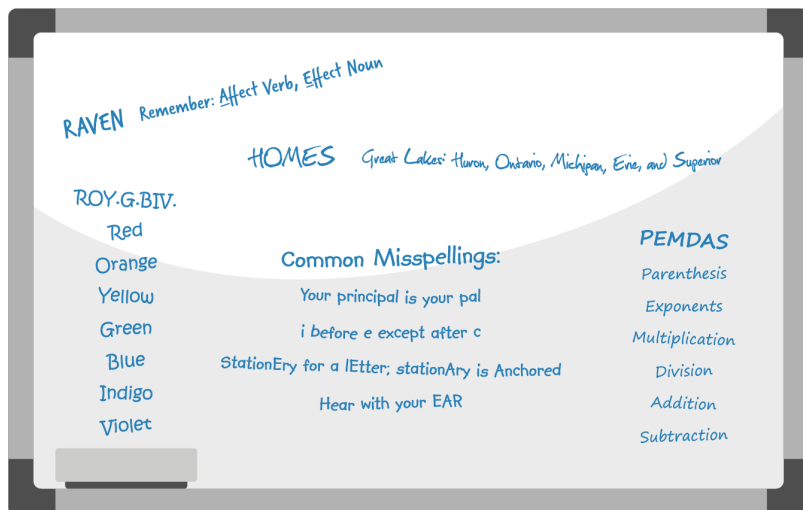 RAVEN Remember: Affect Verb, Effect Noun
HOMES Great Lakes: Huron, Ontario, Michigan, Erie, and Superior
ROY.G.BIV.
Red
Orange
Yellow
Green
Blue
Indigo
Violet
Common Misspellings:
Your principal is your pal
i before e except after c
StationEry for a lEtter; stationAry is Anchored
Hear with your EAR
PEMDAS
Parenthesis
Exponents
Multiplication
Division
Addition
Subtraction